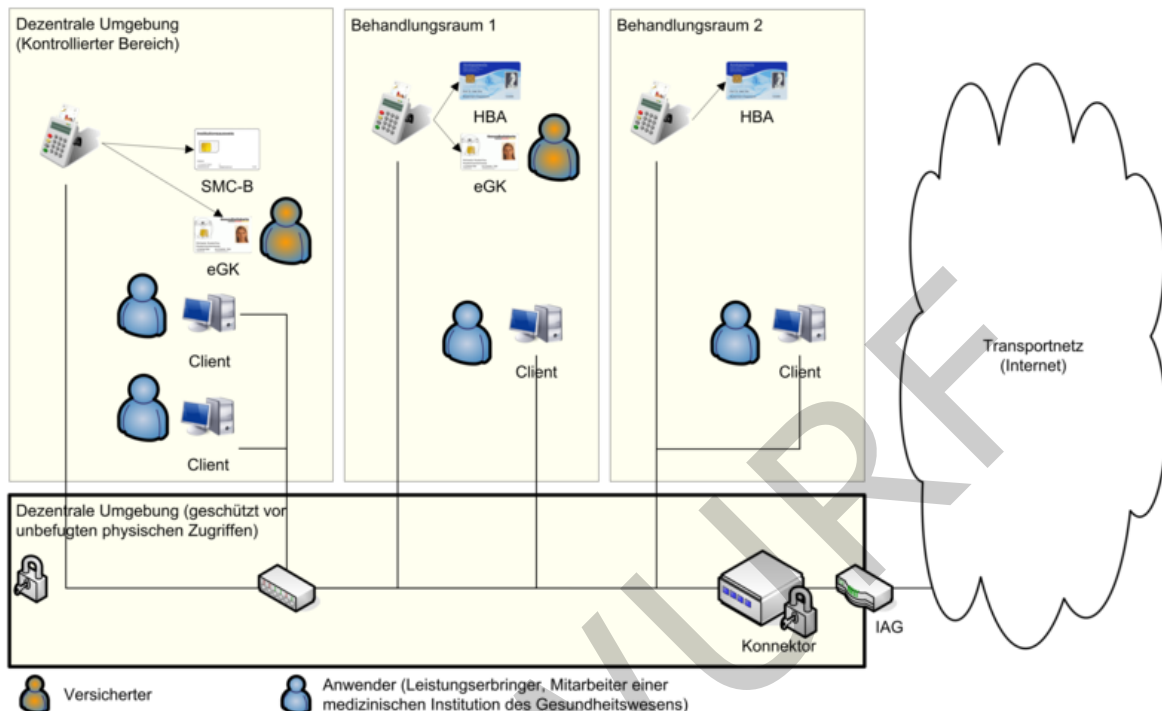 Dezentrale Umgebung
(Kontrollierter Bereich)
SMC-B
eGK
Client
Client
Behandlungsraum 1
HBA
eGK
Client
Behandlungsraum 2
HBA
Client
Transportnetz
(Internet)
Dezentrale Umgebung (geschützt vor
unbefugten physischen Zugriffen)
Konnektor
IAG
Versicherter
Anwender (Leistungserbringer, Mitarbeiter einer
medizinischen Institution des Gesundheitswesens)